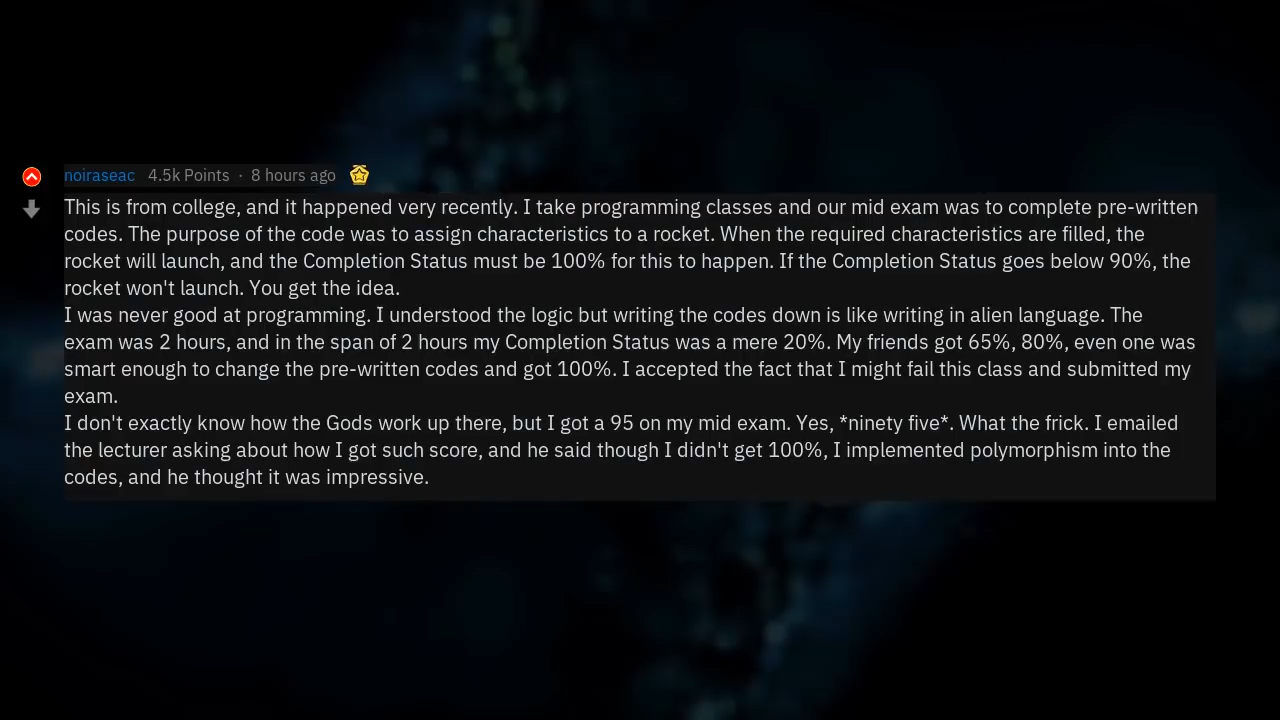 noiraseac 4.5k Points · 8 hours ago
This is from college, and it happened very recently. I take programming classes and our mid exam was to complete pre-written
codes. The purpose of the code was to assign characteristics to a rocket. When the required characteristics are filled, the
rocket will launch, and the Completion Status must be 100% for this to happen. If the Completion Status goes below 90%, the
rocket won't launch. You get the idea.
I was never good at programming. I understood the logic but writing the codes down is like writing in alien language. The
exam was 2 hours, and in the span of 2 hours my Completion Status was a mere 20%. My friends got 65%, 80%, even one was
smart enough to change the pre-written codes and got 100%. I accepted the fact that I might fail this class and submitted my
exam.
I don't exactly know how the Gods work up there, but I got a 95 on my mid exam. Yes, *ninety five*. What the frick. I emailed
the lecturer asking about how I got such score, and he said though I didn't get 100%, I implemented polymorphism into the
codes, and he thought it was impressive.